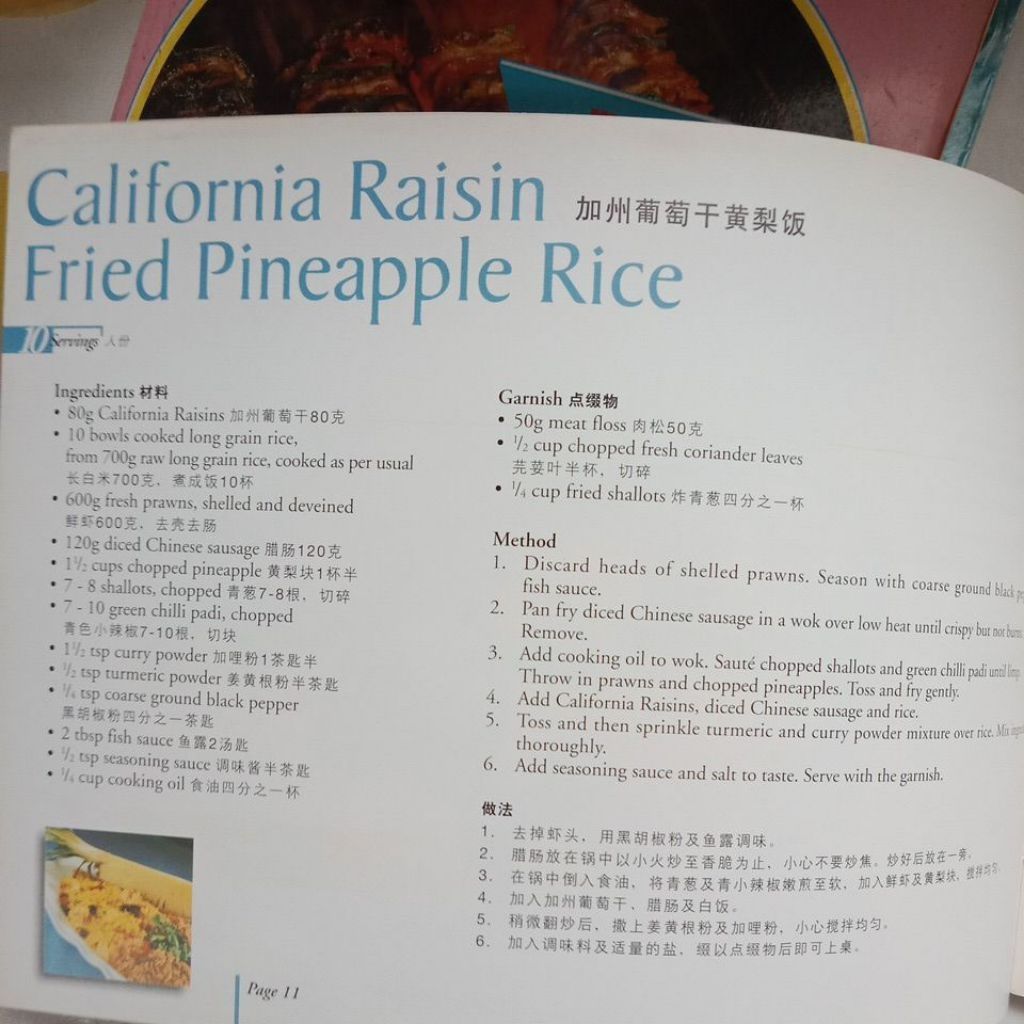 California Raisin 加州葡萄干黄梨饭
Fried Pineapple Rice
10 Servings 人份
Ingredients 材料
• 80g California Raisins 加州葡萄干80克
• 10 bowls cooked long grain rice,
from 700g raw long grain rice, cooked as per usual
长白米700克，煮成饭10杯
• 600g fresh prawns, shelled and deveined
鲜虾600克，去壳去肠
• 120g diced Chinese sausage 腊肠120克
• 1½ cups chopped pineapple 黄梨块1杯半
• 7 - 8 shallots, chopped 青葱7-8根，切碎
• 7 - 10 green chilli padi, chopped
青色小辣椒7-10根，切块
• 1½ tsp curry powder 加哩粉1茶匙半
• ½ tsp turmeric powder 姜黄根粉半茶匙
• ¼ tsp coarse ground black pepper
黑胡椒粉四分之一茶匙
• 2 tbsp fish sauce 鱼露2汤匙
• ½ tsp seasoning sauce 调味酱半茶匙
• ¼ cup cooking oil 食油四分之一杯
Garnish 点缀物
• 50g meat floss 肉松50克
• ½ cup chopped fresh coriander leaves
芫荽叶半杯，切碎
• ¼ cup fried shallots 炸青葱四分之一杯
Method
1. Discard heads of shelled prawns. Season with coarse ground black
fish sauce.
2. Pan fry diced Chinese sausage in a wok over low heat until crispy but not burnt.
Remove.
3. Add cooking oil to wok. Sauté chopped shallots and green chilli padi until limp.
Throw in prawns and chopped pineapples. Toss and fry gently.
4. Add California Raisins, diced Chinese sausage and rice.
5. Toss and then sprinkle turmeric and curry powder mixture over rice. Mix
thoroughly.
6. Add seasoning sauce and salt to taste. Serve with the garnish.
做法
1. 去掉虾头，用黑胡椒粉及鱼露调味。
2. 腊肠放在锅中以小火炒至香脆为止，小心不要炒焦。炒好后放在一旁。
3. 在锅中倒入食油，将青葱及青小辣椒嫩煎至软，加入鲜虾及黄梨块，搅拌均匀。
4. 加入加州葡萄干、腊肠及白饭。
5. 稍微翻炒后，撒上姜黄根粉及加哩粉，小心搅拌均匀。
6. 加入调味料及适量的盐，缀以点缀物后即可上桌。
Page 11